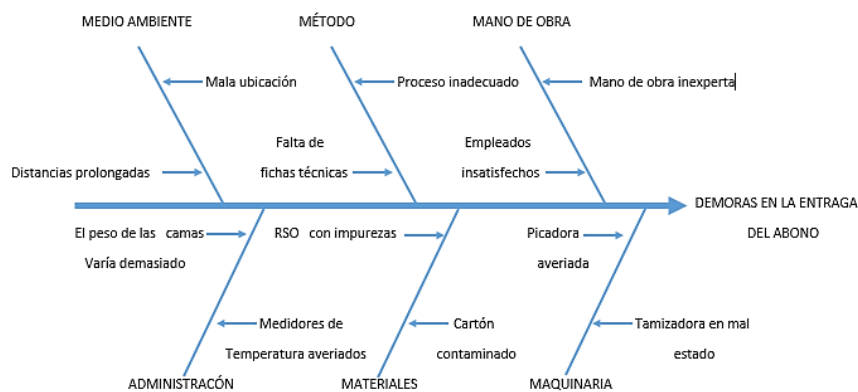 MEDIO AMBIENTE
MÉTODO
MANO DE OBRA
Mala ubicación
Proceso inadecuado
Mano de obra inexperta
Distancias prolongadas
Falta de
fichas técnicas
Empleados
insatisfechos
DEMORAS EN LA ENTRAGA
DEL ABONO
El peso de las camas
Varía demasiado
RSO con impurezas
Picadora
averiada
Medidores de
Temperatura averiados
Cartón
contaminado
Tamizadora en mal
estado
ADMINISTRACÓN
MATERIALES
MAQUINARIA